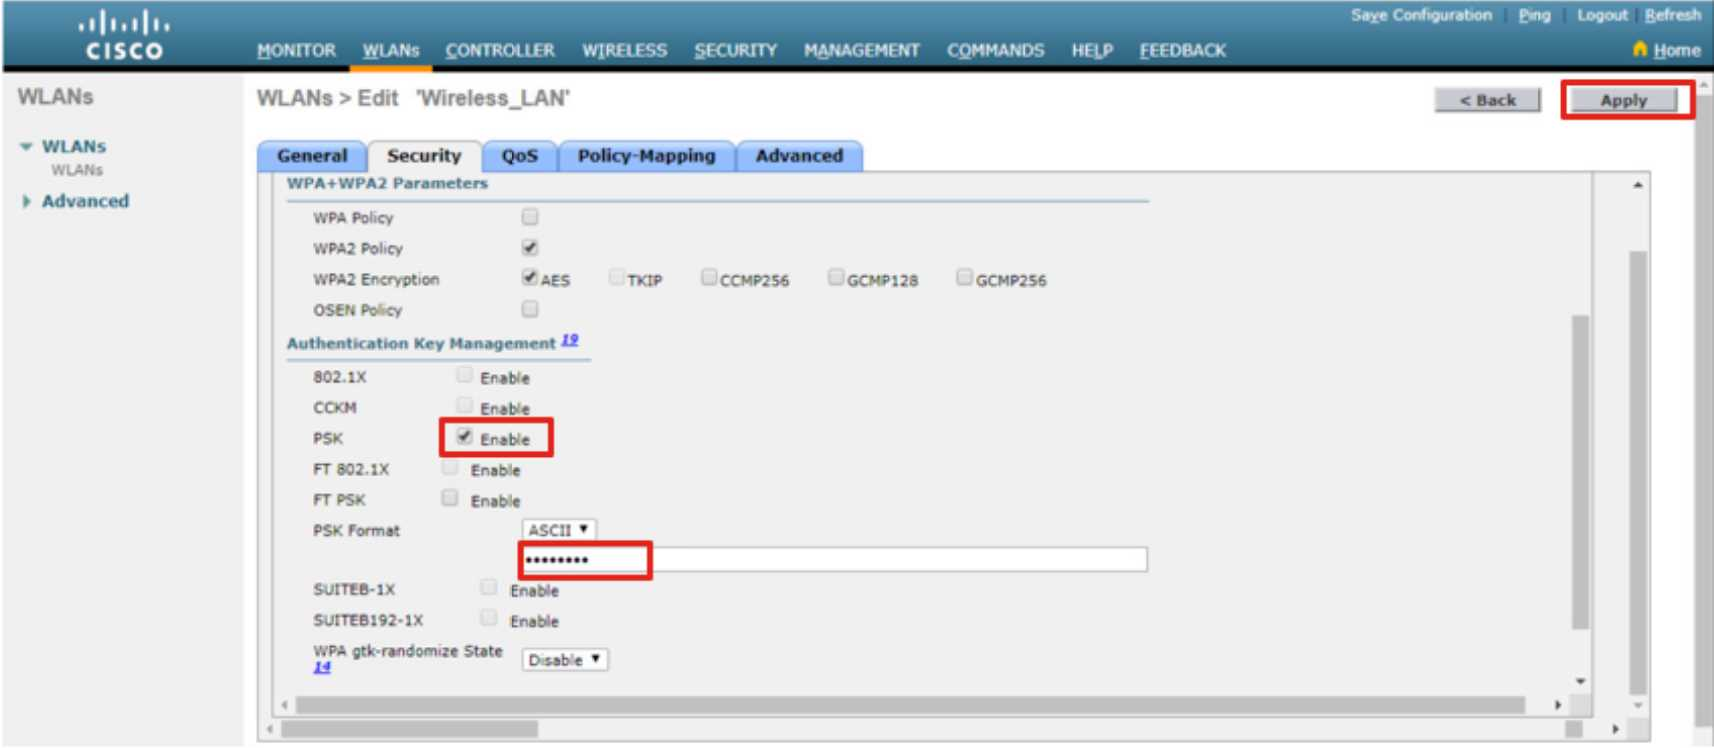 Save Configuration | Ping | Logout | Refresh
CISCO
MONITOR WLANs CONTROLLER WIRELESS SECURITY MANAGEMENT COMMANDS HELP FEEDBACK
Home
WLANs
WLANs > Edit 'Wireless_LAN'
< Back
Apply
WLANs
WLANs
Advanced
General Security QoS Policy-Mapping Advanced
WPA+WPA2 Parameters
WPA Policy
WPA2 Policy
WPA2 Encryption AES TKIP CCMP256 GCMP128 GCMP256
OSEN Policy
Authentication Key Management 19
802.1X Enable
CCKM Enable
PSK Enable
FT 802.1X Enable
FT PSK Enable
PSK Format ASCII
••••••••
SUITEB-1X Enable
SUITEB192-1X Enable
WPA gtk-randomize State Disable
14